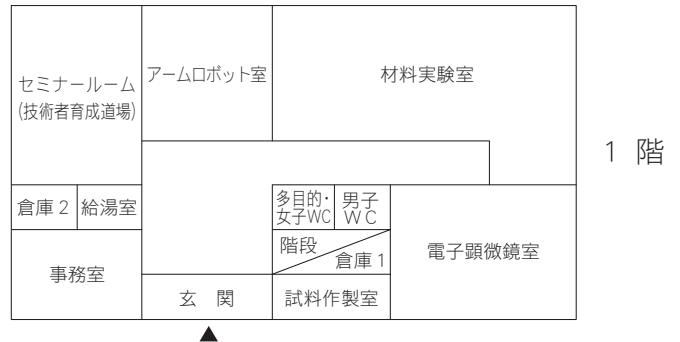 セミナールーム
(技術者育成道場)
アームロボット室
材料実験室
1 階
倉庫 2
給湯室
多目的・
女子WC
男子
WC
階段
倉庫 1
電子顕微鏡室
事務室
玄 関
試料作製室